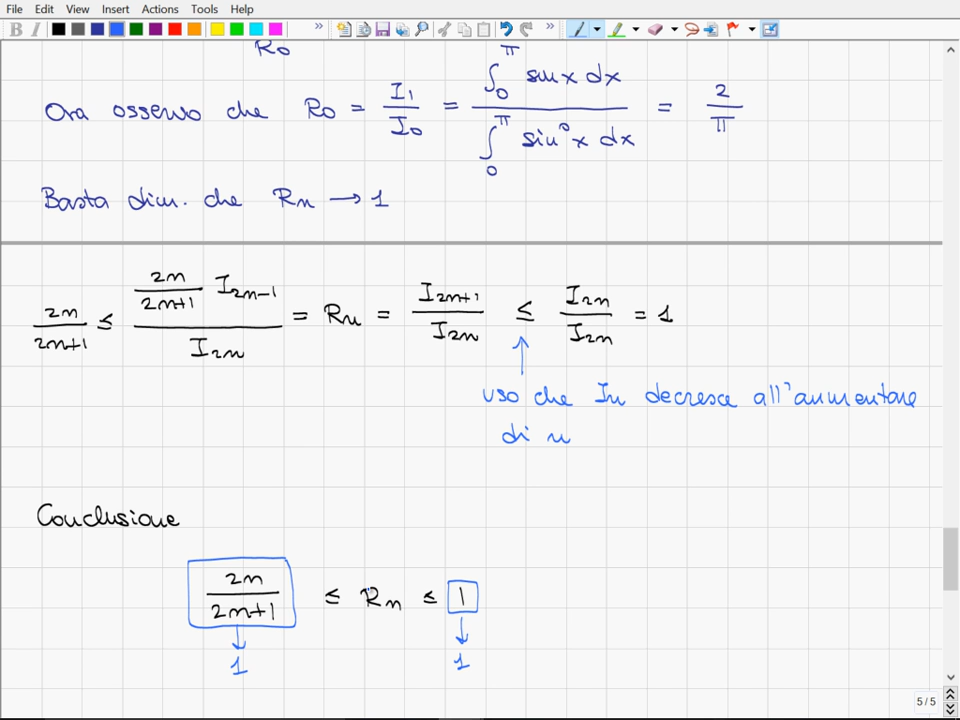 File Edit View Insert Actions Tools Help
R₀
Ora osservo che R₀ = I₁/I₀ = ∫₀^π sin x dx / ∫₀^π sin⁰x dx = 2/π
Basta dim. che Rₙ → 1
2n/(2n+1) ≤ (2n/(2n+1) I₂ₙ₋₁)/I₂ₙ = Rₙ = I₂ₙ₊₁/I₂ₙ ≤ I₂ₙ/I₂ₙ = 1
uso che Iₙ decresce all'aumentare
di n
Conclusione
2n/(2n+1) ≤ Rₙ ≤ 1
↓ ↓
1 1
5 / 5